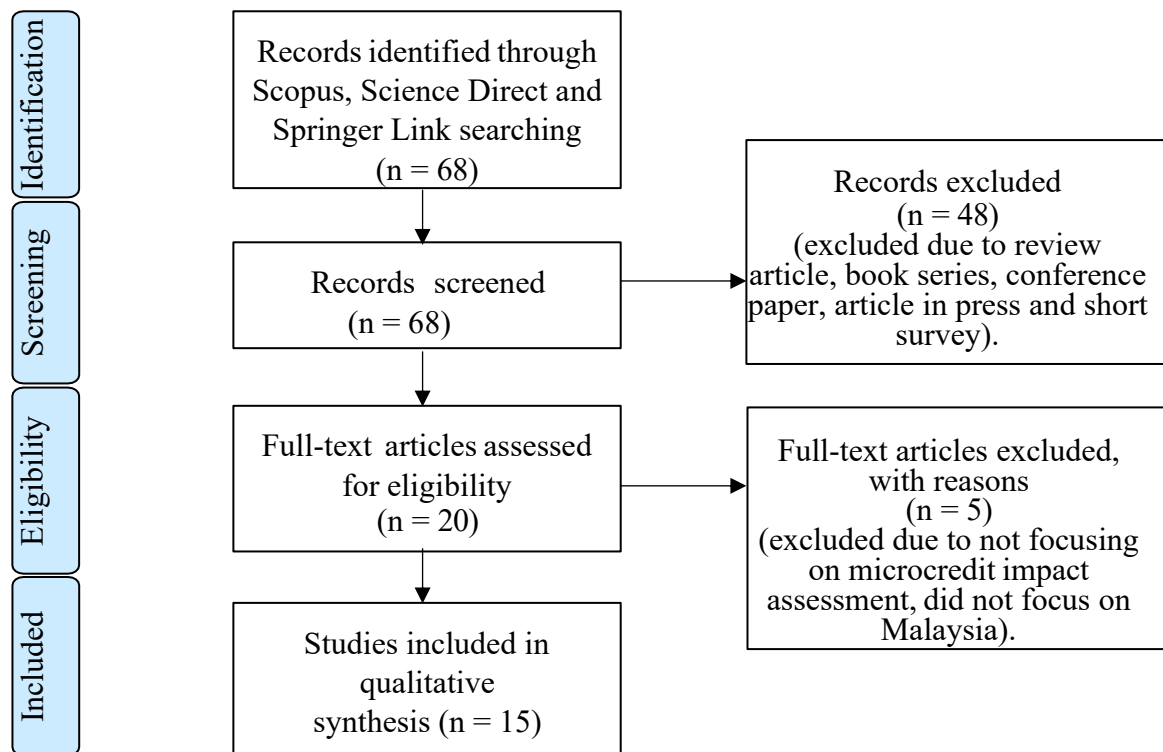 Identification
Records identified through
Scopus, Science Direct and
Springer Link searching
(n = 68)
Screening
Records screened
(n = 68)
Records excluded
(n = 48)
(excluded due to review
article, book series, conference
paper, article in press and short
survey).
Eligibility
Full-text articles assessed
for eligibility
(n = 20)
Full-text articles excluded,
with reasons
(n = 5)
(excluded due to not focusing
on microcredit impact
assessment, did not focus on
Malaysia).
Included
Studies included in
qualitative
synthesis (n = 15)